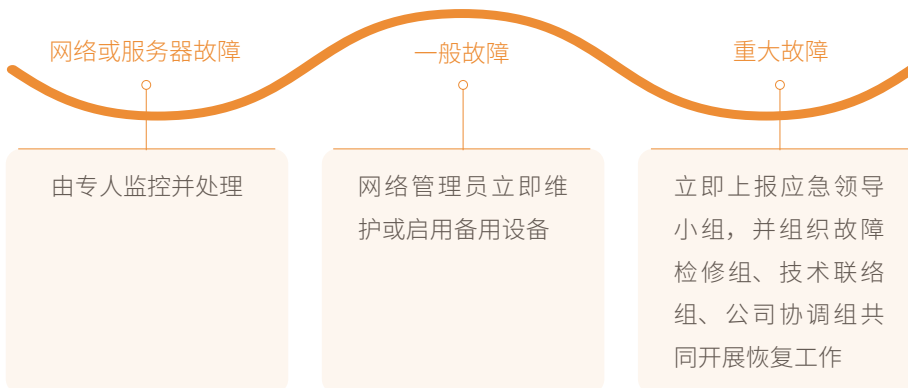 网络或服务器故障
一般故障
重大故障
由专人监控并处理
网络管理员立即维
护或启用备用设备
立即上报应急领导
小组，并组织故障
检修组、技术联络
组、公司协调组共
同开展恢复工作